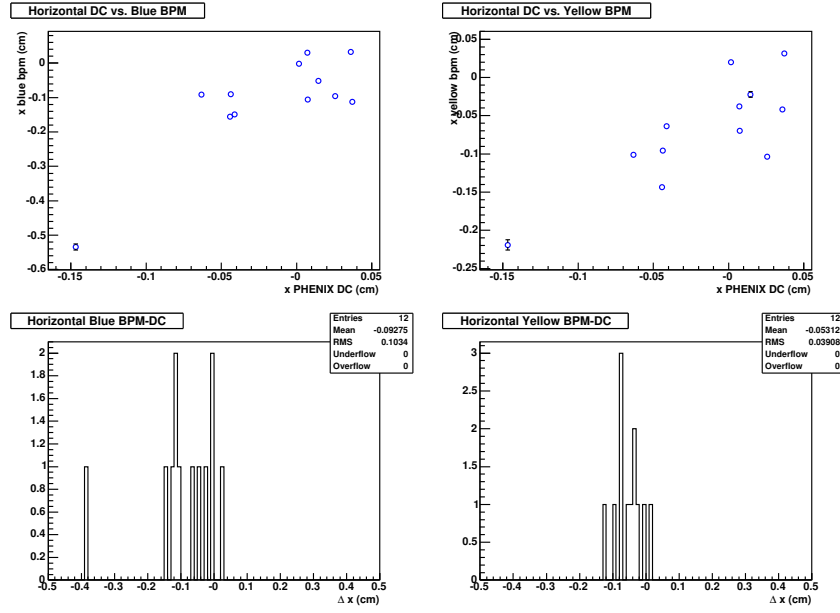 Horizontal DC vs. Blue BPM
x blue bpm (cm)
0
-0.1
-0.2
-0.3
-0.4
-0.5
-0.6
-0.15 -0.1 -0.05 -0 0.05
x PHENIX DC (cm)
Horizontal DC vs. Yellow BPM
x yellow bpm (cm)
0.05
0
-0.05
-0.1
-0.15
-0.2
-0.25
-0.15 -0.1 -0.05 -0 0.05
x PHENIX DC (cm)
Horizontal Blue BPM-DC
Entries 12
Mean -0.09275
RMS 0.1034
Underflow 0
Overflow 0
2
1.8
1.6
1.4
1.2
1
0.8
0.6
0.4
0.2
0
-0.5 -0.4 -0.3 -0.2 -0.1 -0 0.1 0.2 0.3 0.4 0.5
Δ x (cm)
Horizontal Yellow BPM-DC
Entries 12
Mean -0.05312
RMS 0.03908
Underflow 0
Overflow 0
3
2.5
2
1.5
1
0.5
0
-0.5 -0.4 -0.3 -0.2 -0.1 -0 0.1 0.2 0.3 0.4 0.5
Δ x (cm)